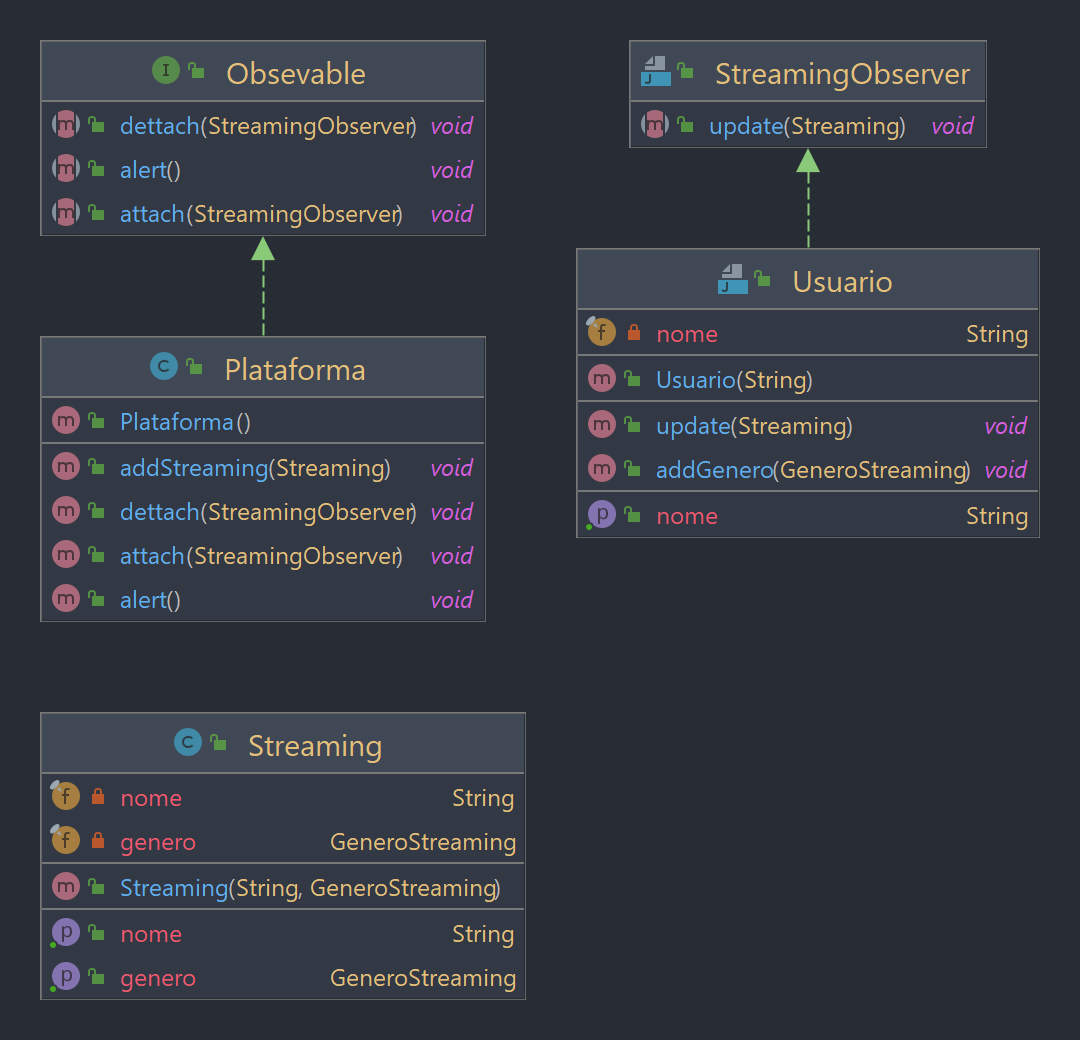 Obsevable
dettach(StreamingObserver) void
alert() void
attach(StreamingObserver) void
StreamingObserver
update(Streaming) void
Plataforma
Plataforma()
addStreaming(Streaming) void
dettach(StreamingObserver) void
attach(StreamingObserver) void
alert() void
Usuario
nome String
Usuario(String)
update(Streaming) void
addGenero(GeneroStreaming) void
nome String
Streaming
nome String
genero GeneroStreaming
Streaming(String, GeneroStreaming)
nome String
genero GeneroStreaming